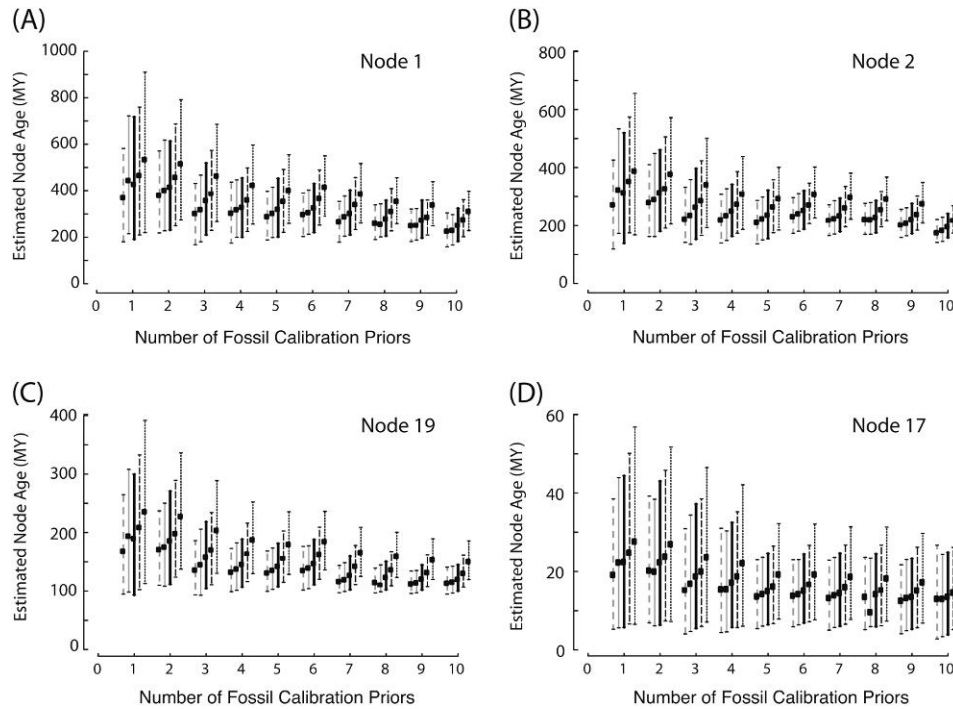 (A)
Node 1
Estimated Node Age (MY)
1000
800
600
400
200
0
0 1 2 3 4 5 6 7 8 9 10
Number of Fossil Calibration Priors
(B)
Node 2
Estimated Node Age (MY)
800
600
400
200
0
0 1 2 3 4 5 6 7 8 9 10
Number of Fossil Calibration Priors
(C)
Node 19
Estimated Node Age (MY)
400
300
200
100
0
0 1 2 3 4 5 6 7 8 9 10
Number of Fossil Calibration Priors
(D)
Node 17
Estimated Node Age (MY)
60
40
20
0
0 1 2 3 4 5 6 7 8 9 10
Number of Fossil Calibration Priors